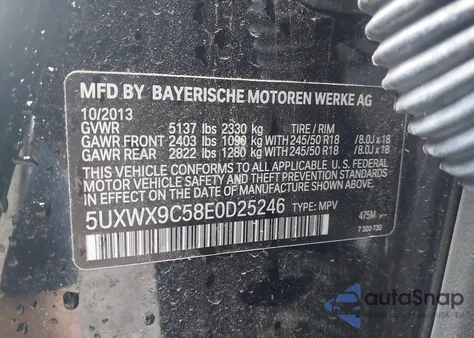 MFD BY BAYERISCHE MOTOREN WERKE AG
10/2013
GVWR 5137 lbs 2330 kg TIRE / RIM
GAWR FRONT 2403 lbs 1090 kg WITH 245/50 R18 / 8.0J x 18
GAWR REAR 2822 lbs 1280 kg WITH 245/50 R18 / 8.0J x 18
THIS VEHICLE CONFORMS TO ALL APPLICABLE U.S. FEDERAL
MOTOR VEHICLE SAFETY STANDARDS IN EFFECT ON THE
DATE OF MANUFACTURE SHOWN ABOVE.
5UXWX9C58E0D25246 TYPE: MPV
475M
7 300 730
autoSnap